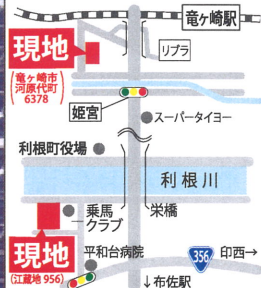 竜ヶ崎駅
現地
リブラ
(竜ヶ崎市
河原代町
6378)
姫宮
スーパータイヨー
利根町役場
利根川
乗馬
クラブ
栄橋
現地
(江蔵地 956)
平和台病院
356
印西→
↓布佐駅